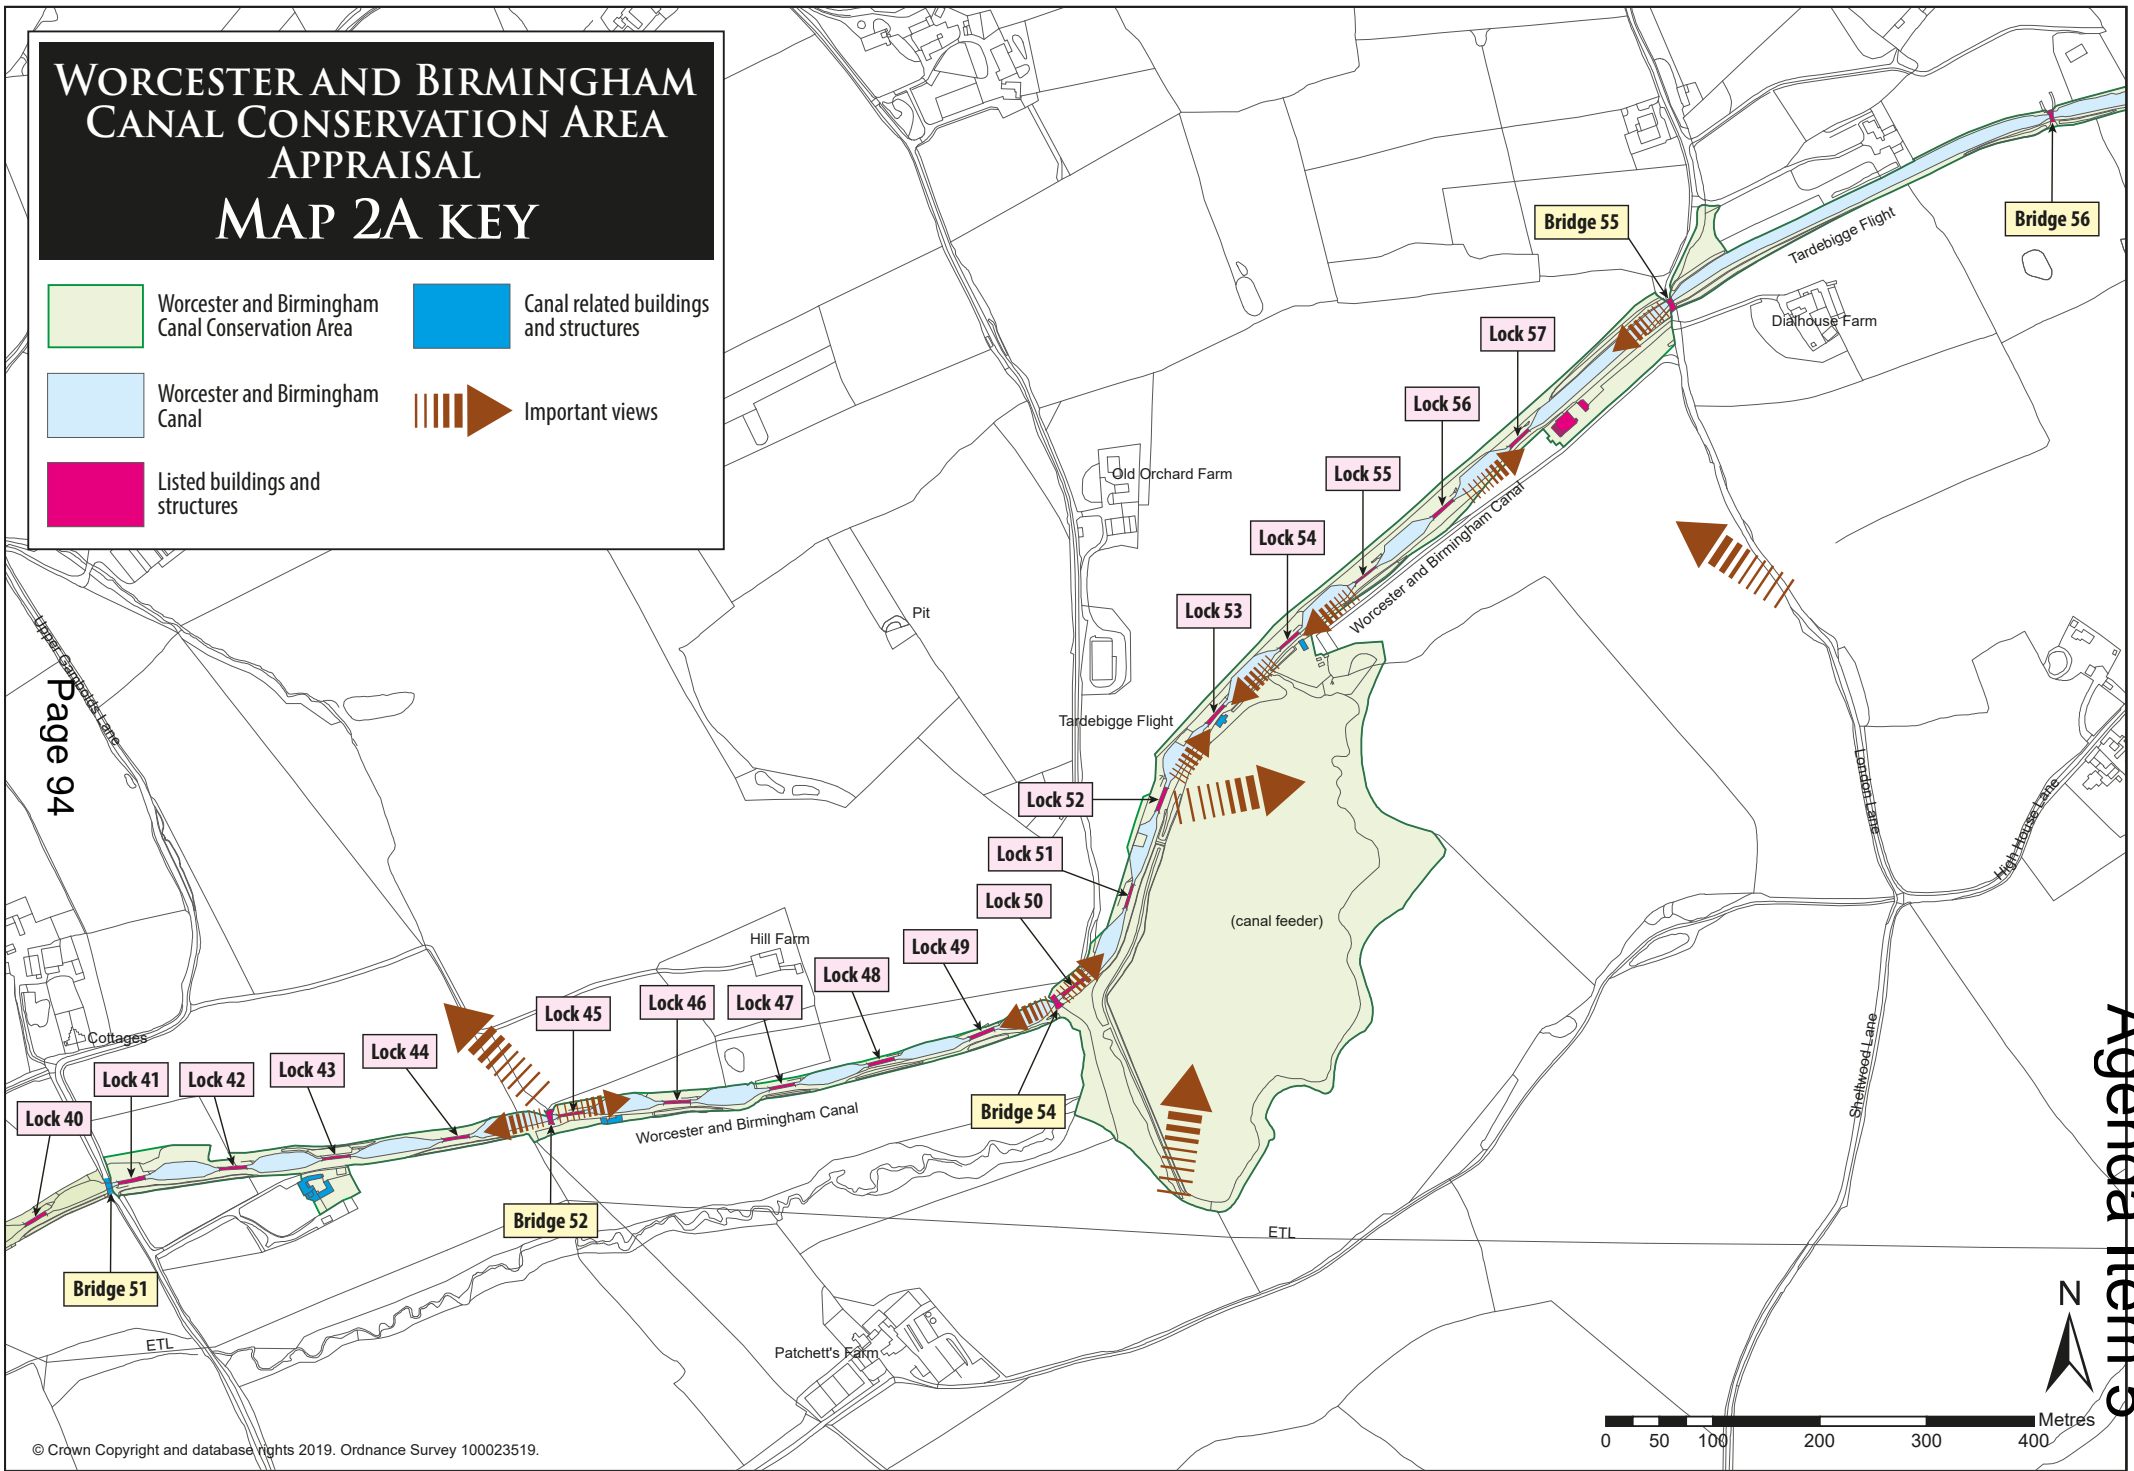 WORCESTER AND BIRMINGHAM
CANAL CONSERVATION AREA
APPRAISAL
MAP 2A KEY
Worcester and Birmingham
Canal Conservation Area
Canal related buildings
and structures
Worcester and Birmingham
Canal
Important views
Listed buildings and
structures
Bridge 56
Bridge 55
Tardebigge Flight
Dialhouse Farm
Lock 57
Lock 56
Old Orchard Farm
Lock 55
Worcester and Birmingham Canal
Lock 54
Lock 53
Pit
Upper Gambolds Lane
Page 94
Tardebigge Flight
Lock 52
London Lane
High House Lane
Lock 51
Lock 50
(canal feeder)
Hill Farm
Lock 49
Lock 48
Lock 47
Lock 46
Lock 45
Cottages
Lock 44
Lock 43
Lock 42
Lock 41
Lock 40
Bridge 54
Worcester and Birmingham Canal
Sheltwood Lane
Agenda Item 5
Bridge 52
ETL
Bridge 51
ETL
Patchett's Farm
N
Metres
0 50 100 200 300 400
© Crown Copyright and database rights 2019. Ordnance Survey 100023519.